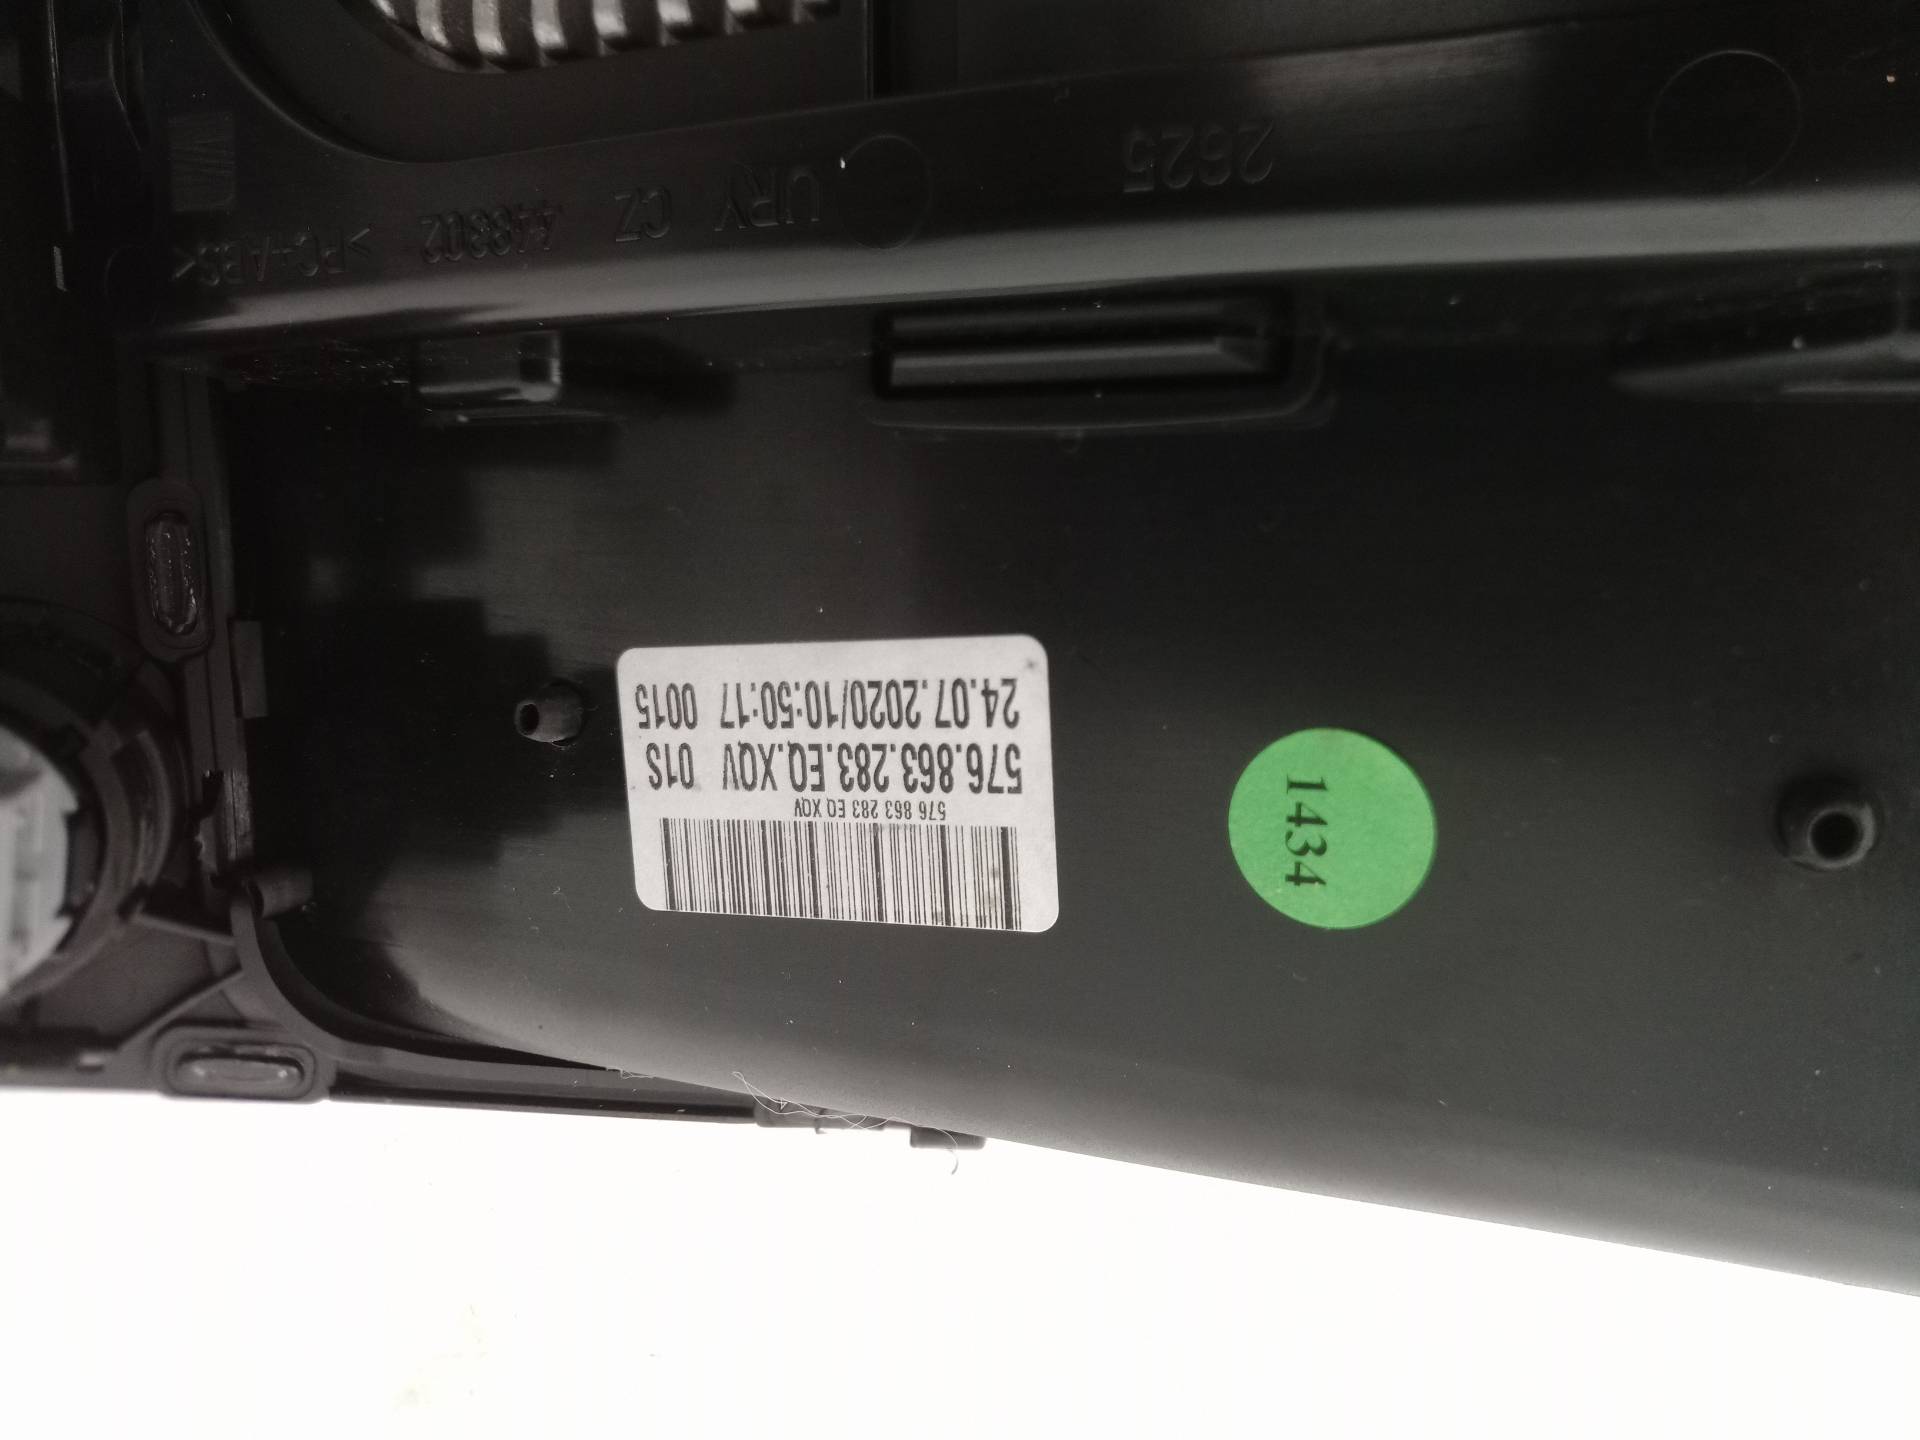 2625
URY CZ 448302 >PC+ABS<
24.07.2020/10:50:17 0015
576.863.283.EQ.XQV 01S
576 863 283 EQ XQV
1434